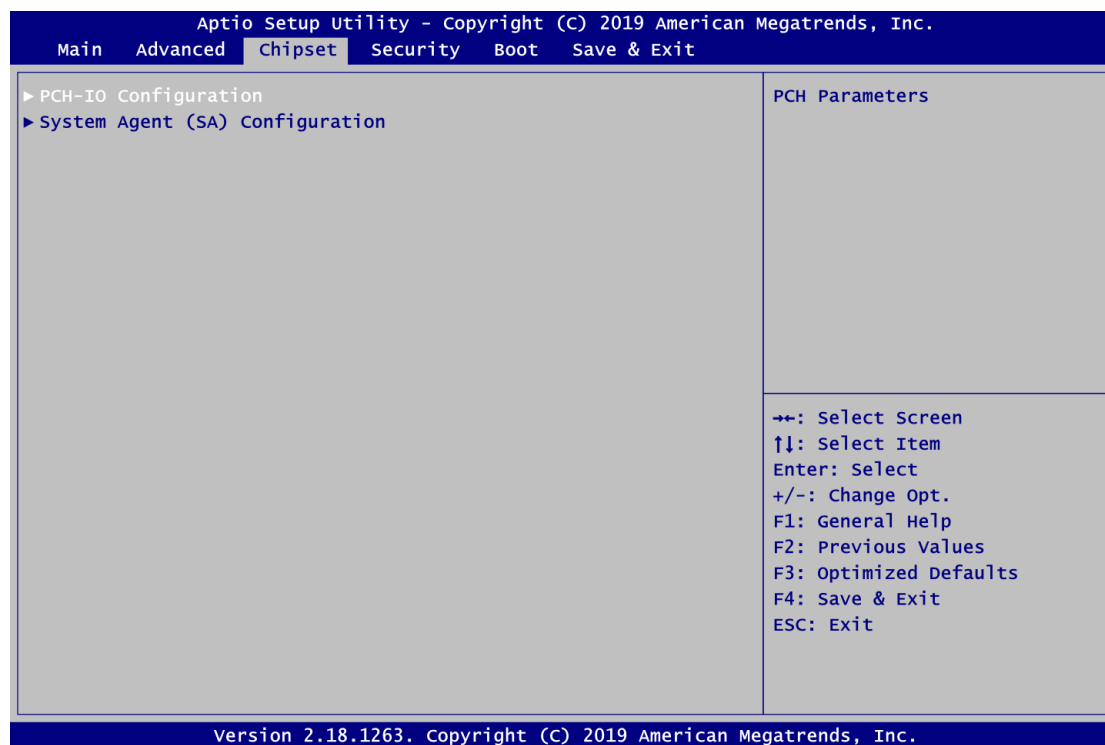 Aptio Setup Utility - Copyright (C) 2019 American Megatrends, Inc.
Main Advanced Chipset Security Boot Save & Exit
►PCH-IO Configuration
►System Agent (SA) Configuration
PCH Parameters
→←: Select Screen
↑↓: Select Item
Enter: Select
+/-: Change Opt.
F1: General Help
F2: Previous Values
F3: Optimized Defaults
F4: Save & Exit
ESC: Exit
Version 2.18.1263. Copyright (C) 2019 American Megatrends, Inc.